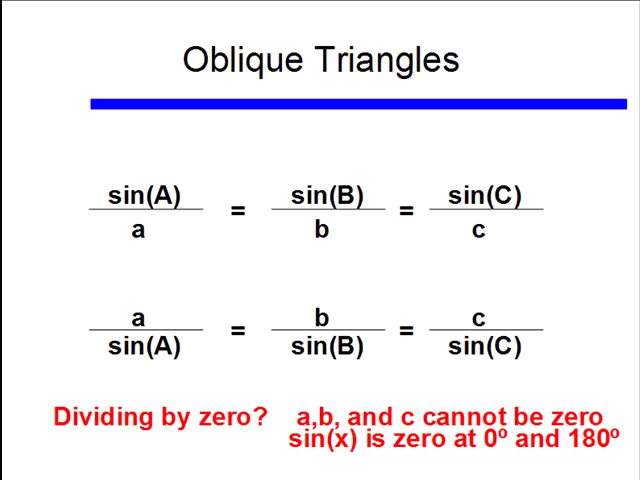 Oblique Triangles
sin(A) = sin(B) = sin(C)
a b c
a b c
sin(A) = sin(B) = sin(C)
Dividing by zero? a,b, and c cannot be zero
sin(x) is zero at 0º and 180º